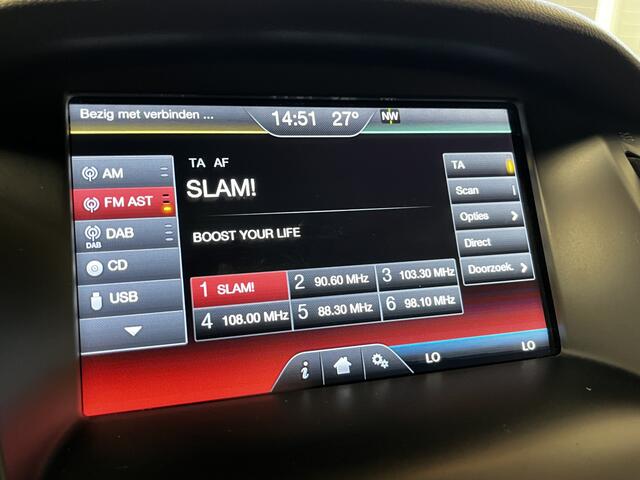 Bezig met verbinden ...
14:51 27° NW
AM
FM AST
DAB
DAB
CD
USB
TA AF
SLAM!
BOOST YOUR LIFE
1 SLAM!
2 90.60 MHz
3 103.30 MHz
4 108.00 MHz
5 88.30 MHz
6 98.10 MHz
TA
Scan
Opties
Direct
Doorzoek.
i
LO
LO